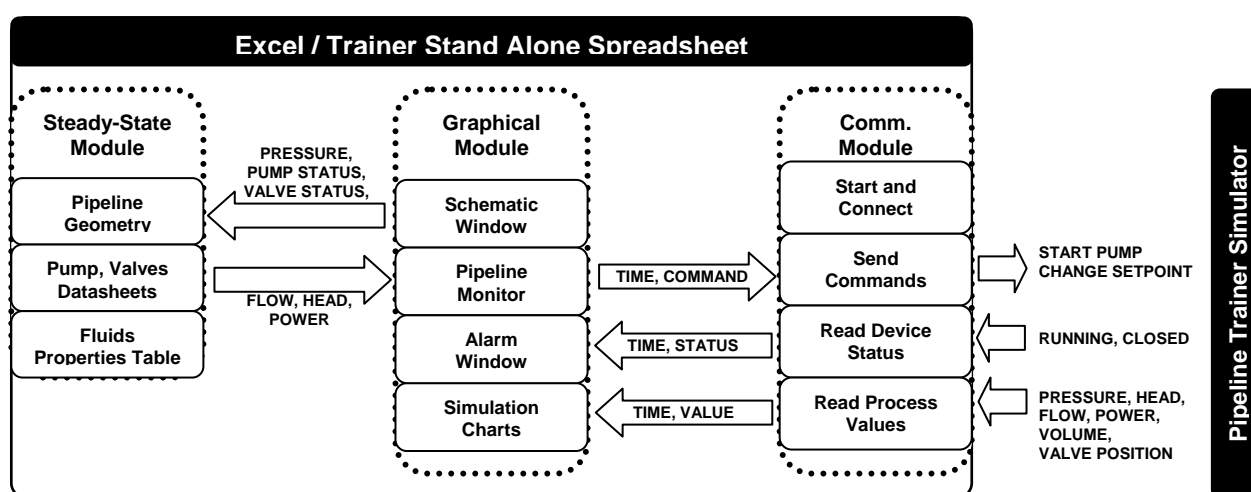 Excel / Trainer Stand Alone Spreadsheet
Steady-State
Module
Pipeline
Geometry
Pump, Valves
Datasheets
Fluids
Properties Table
PRESSURE,
PUMP STATUS,
VALVE STATUS,
FLOW, HEAD,
POWER
Graphical
Module
Schematic
Window
Pipeline
Monitor
Alarm
Window
Simulation
Charts
TIME, COMMAND
TIME, STATUS
TIME, VALUE
Comm.
Module
Start and
Connect
Send
Commands
Read Device
Status
Read Process
Values
START PUMP
CHANGE SETPOINT
RUNNING, CLOSED
PRESSURE, HEAD,
FLOW, POWER,
VOLUME,
VALVE POSITION
Pipeline Trainer Simulator